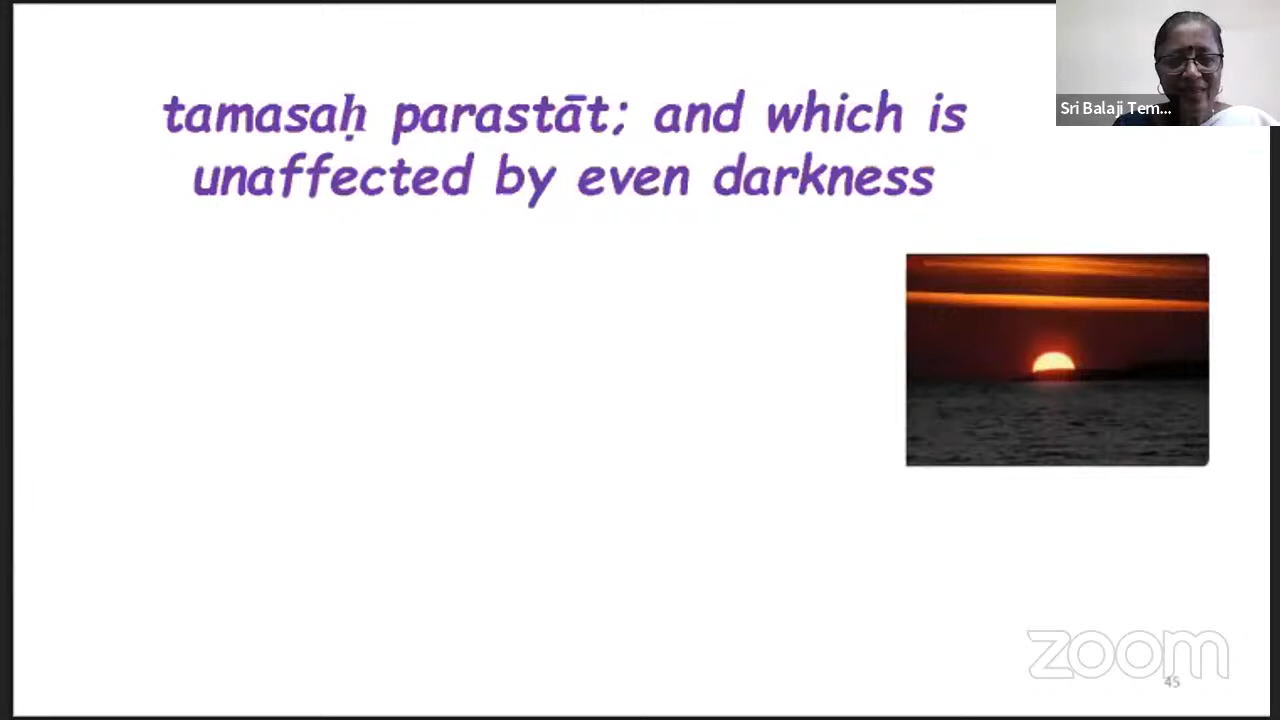 tamasaḥ parastāt; and which is
unaffected by even darkness
Sri Balaji Tem...
zoom
45